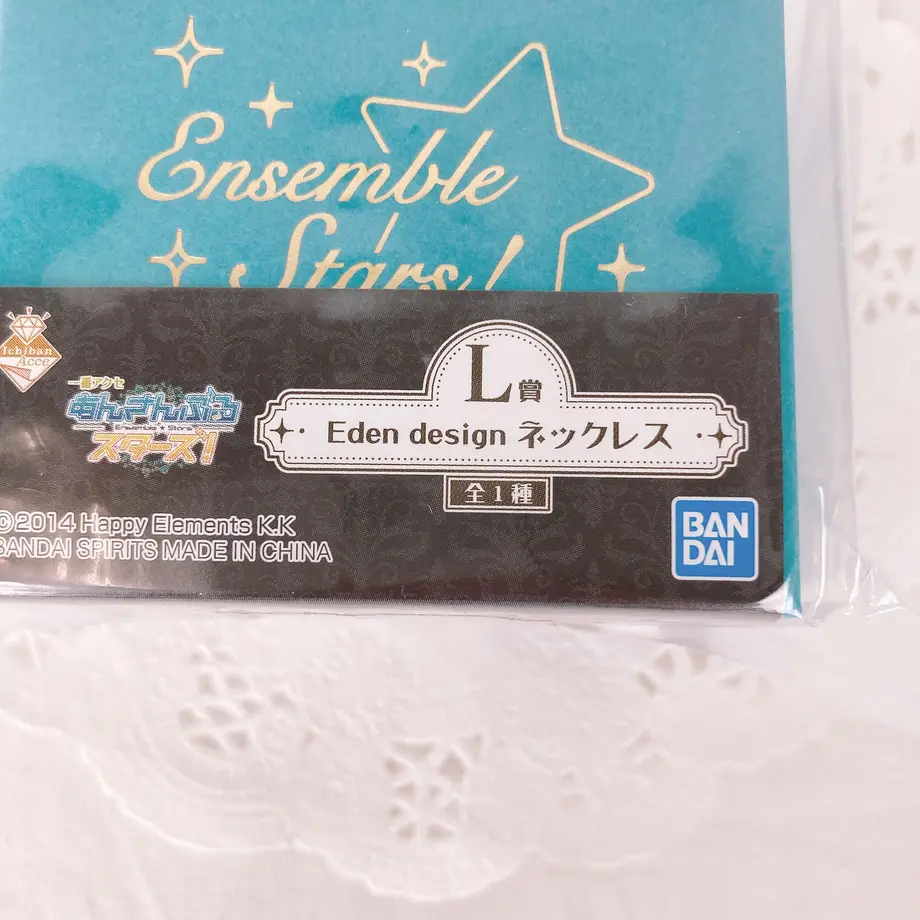 Ensemble
Stars!
Ichiban
Acce
一番アクセ
あんさんぶる
Ensemble★Stars
スターズ!
L賞
Eden design ネックレス
全1種
©2014 Happy Elements K.K
BANDAI SPIRITS MADE IN CHINA
BAN
DAI